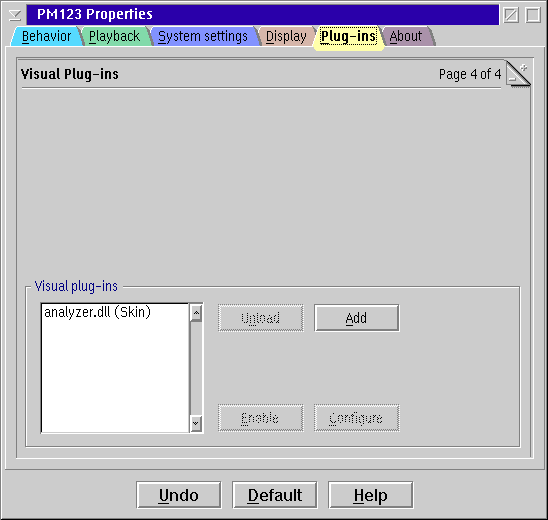 PM123 Properties
Behavior Playback System settings Display Plug-ins About
Visual Plug-ins Page 4 of 4
Visual plug-ins
analyzer.dll (Skin)
Unload Add
Enable Configure
Undo Default Help